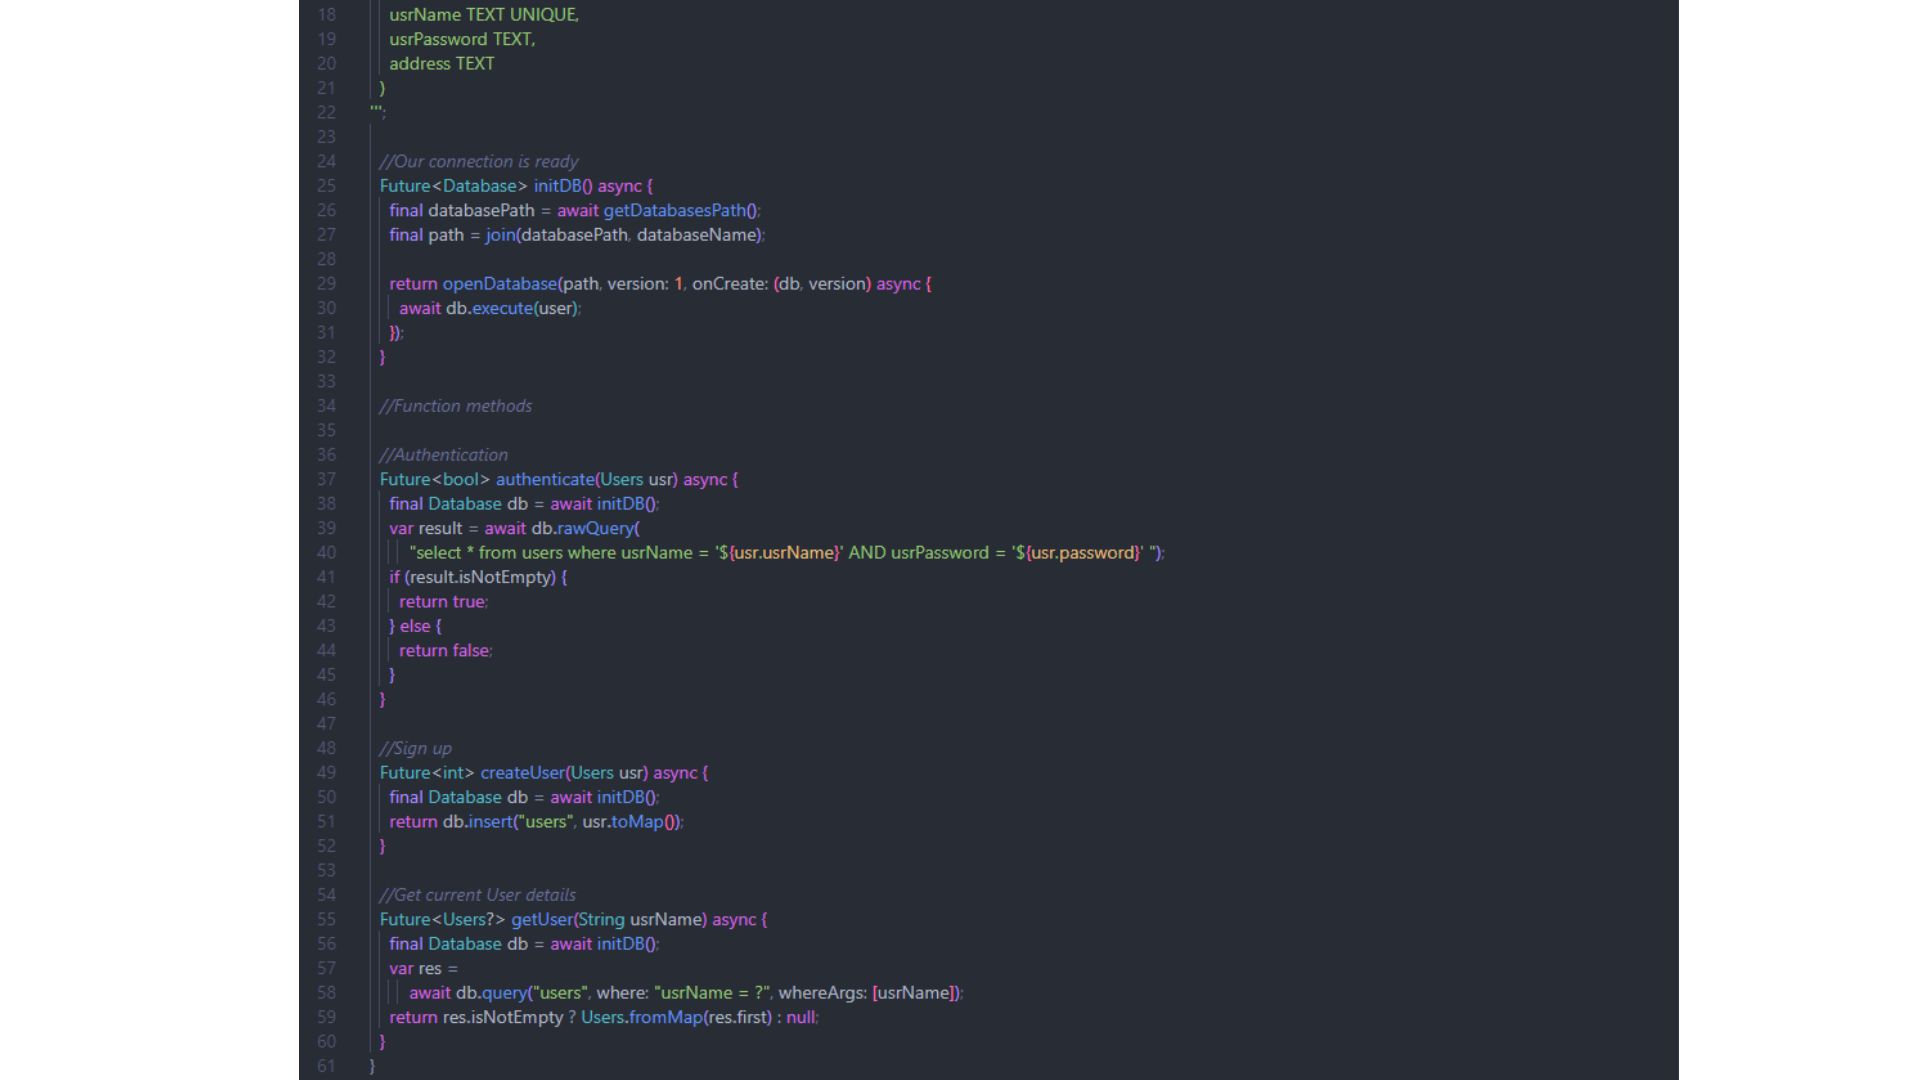 18 usrName TEXT UNIQUE,
19 usrPassword TEXT,
20 address TEXT
21 )
22 ''';
23
24 //Our connection is ready
25 Future<Database> initDB() async {
26 final databasePath = await getDatabasesPath();
27 final path = join(databasePath, databaseName);
28
29 return openDatabase(path, version: 1, onCreate: (db, version) async {
30 await db.execute(user);
31 });
32 }
33
34 //Function methods
35
36 //Authentication
37 Future<bool> authenticate(Users usr) async {
38 final Database db = await initDB();
39 var result = await db.rawQuery(
40 "select * from users where usrName = '${usr.usrName}' AND usrPassword = '${usr.password}' ");
41 if (result.isNotEmpty) {
42 return true;
43 } else {
44 return false;
45 }
46 }
47
48 //Sign up
49 Future<int> createUser(Users usr) async {
50 final Database db = await initDB();
51 return db.insert("users", usr.toMap());
52 }
53
54 //Get current User details
55 Future<Users?> getUser(String usrName) async {
56 final Database db = await initDB();
57 var res =
58 await db.query("users", where: "usrName = ?", whereArgs: [usrName]);
59 return res.isNotEmpty ? Users.fromMap(res.first) : null;
60 }
61 }